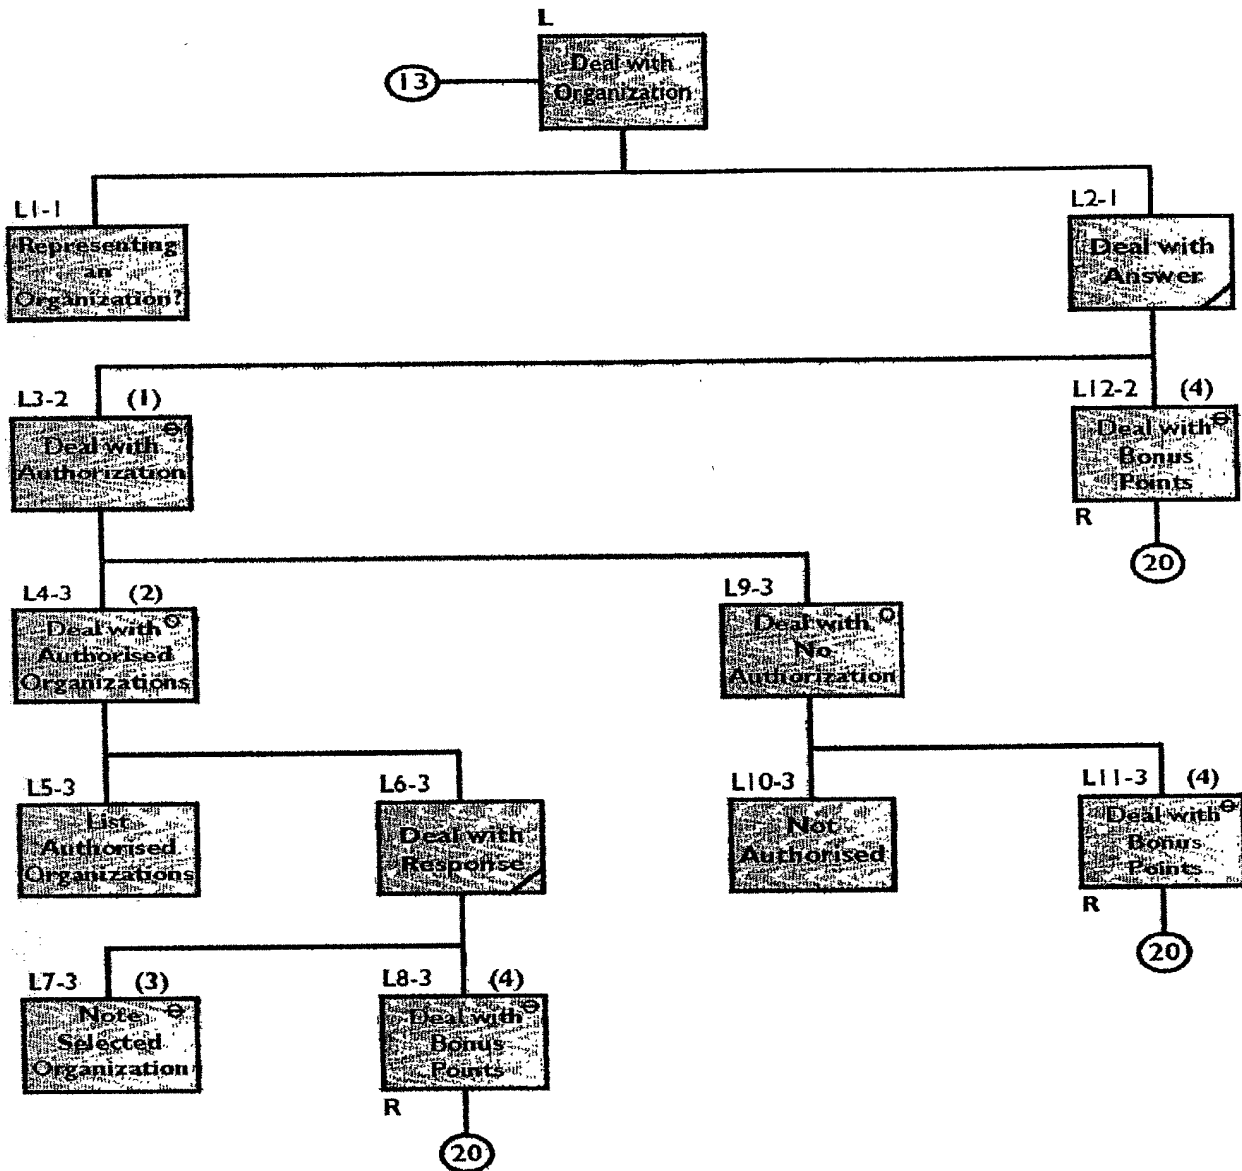 L
13
Deal with
Organization
L1-1
Representing
an
Organization?
L2-1
Deal with
Answer
L3-2 (1)
Deal with
Authorization
L12-2 (4)
Deal with
Bonus
Points
R
20
L4-3 (2)
Deal with
Authorised
Organizations
L9-3
Deal with
No
Authorization
L5-3
List
Authorised
Organizations
L6-3
Deal with
Response
L10-3
Not
Authorised
L11-3 (4)
Deal with
Bonus
Points
R
20
L7-3 (3)
Note
Selected
Organization
L8-3 (4)
Deal with
Bonus
Points
R
20